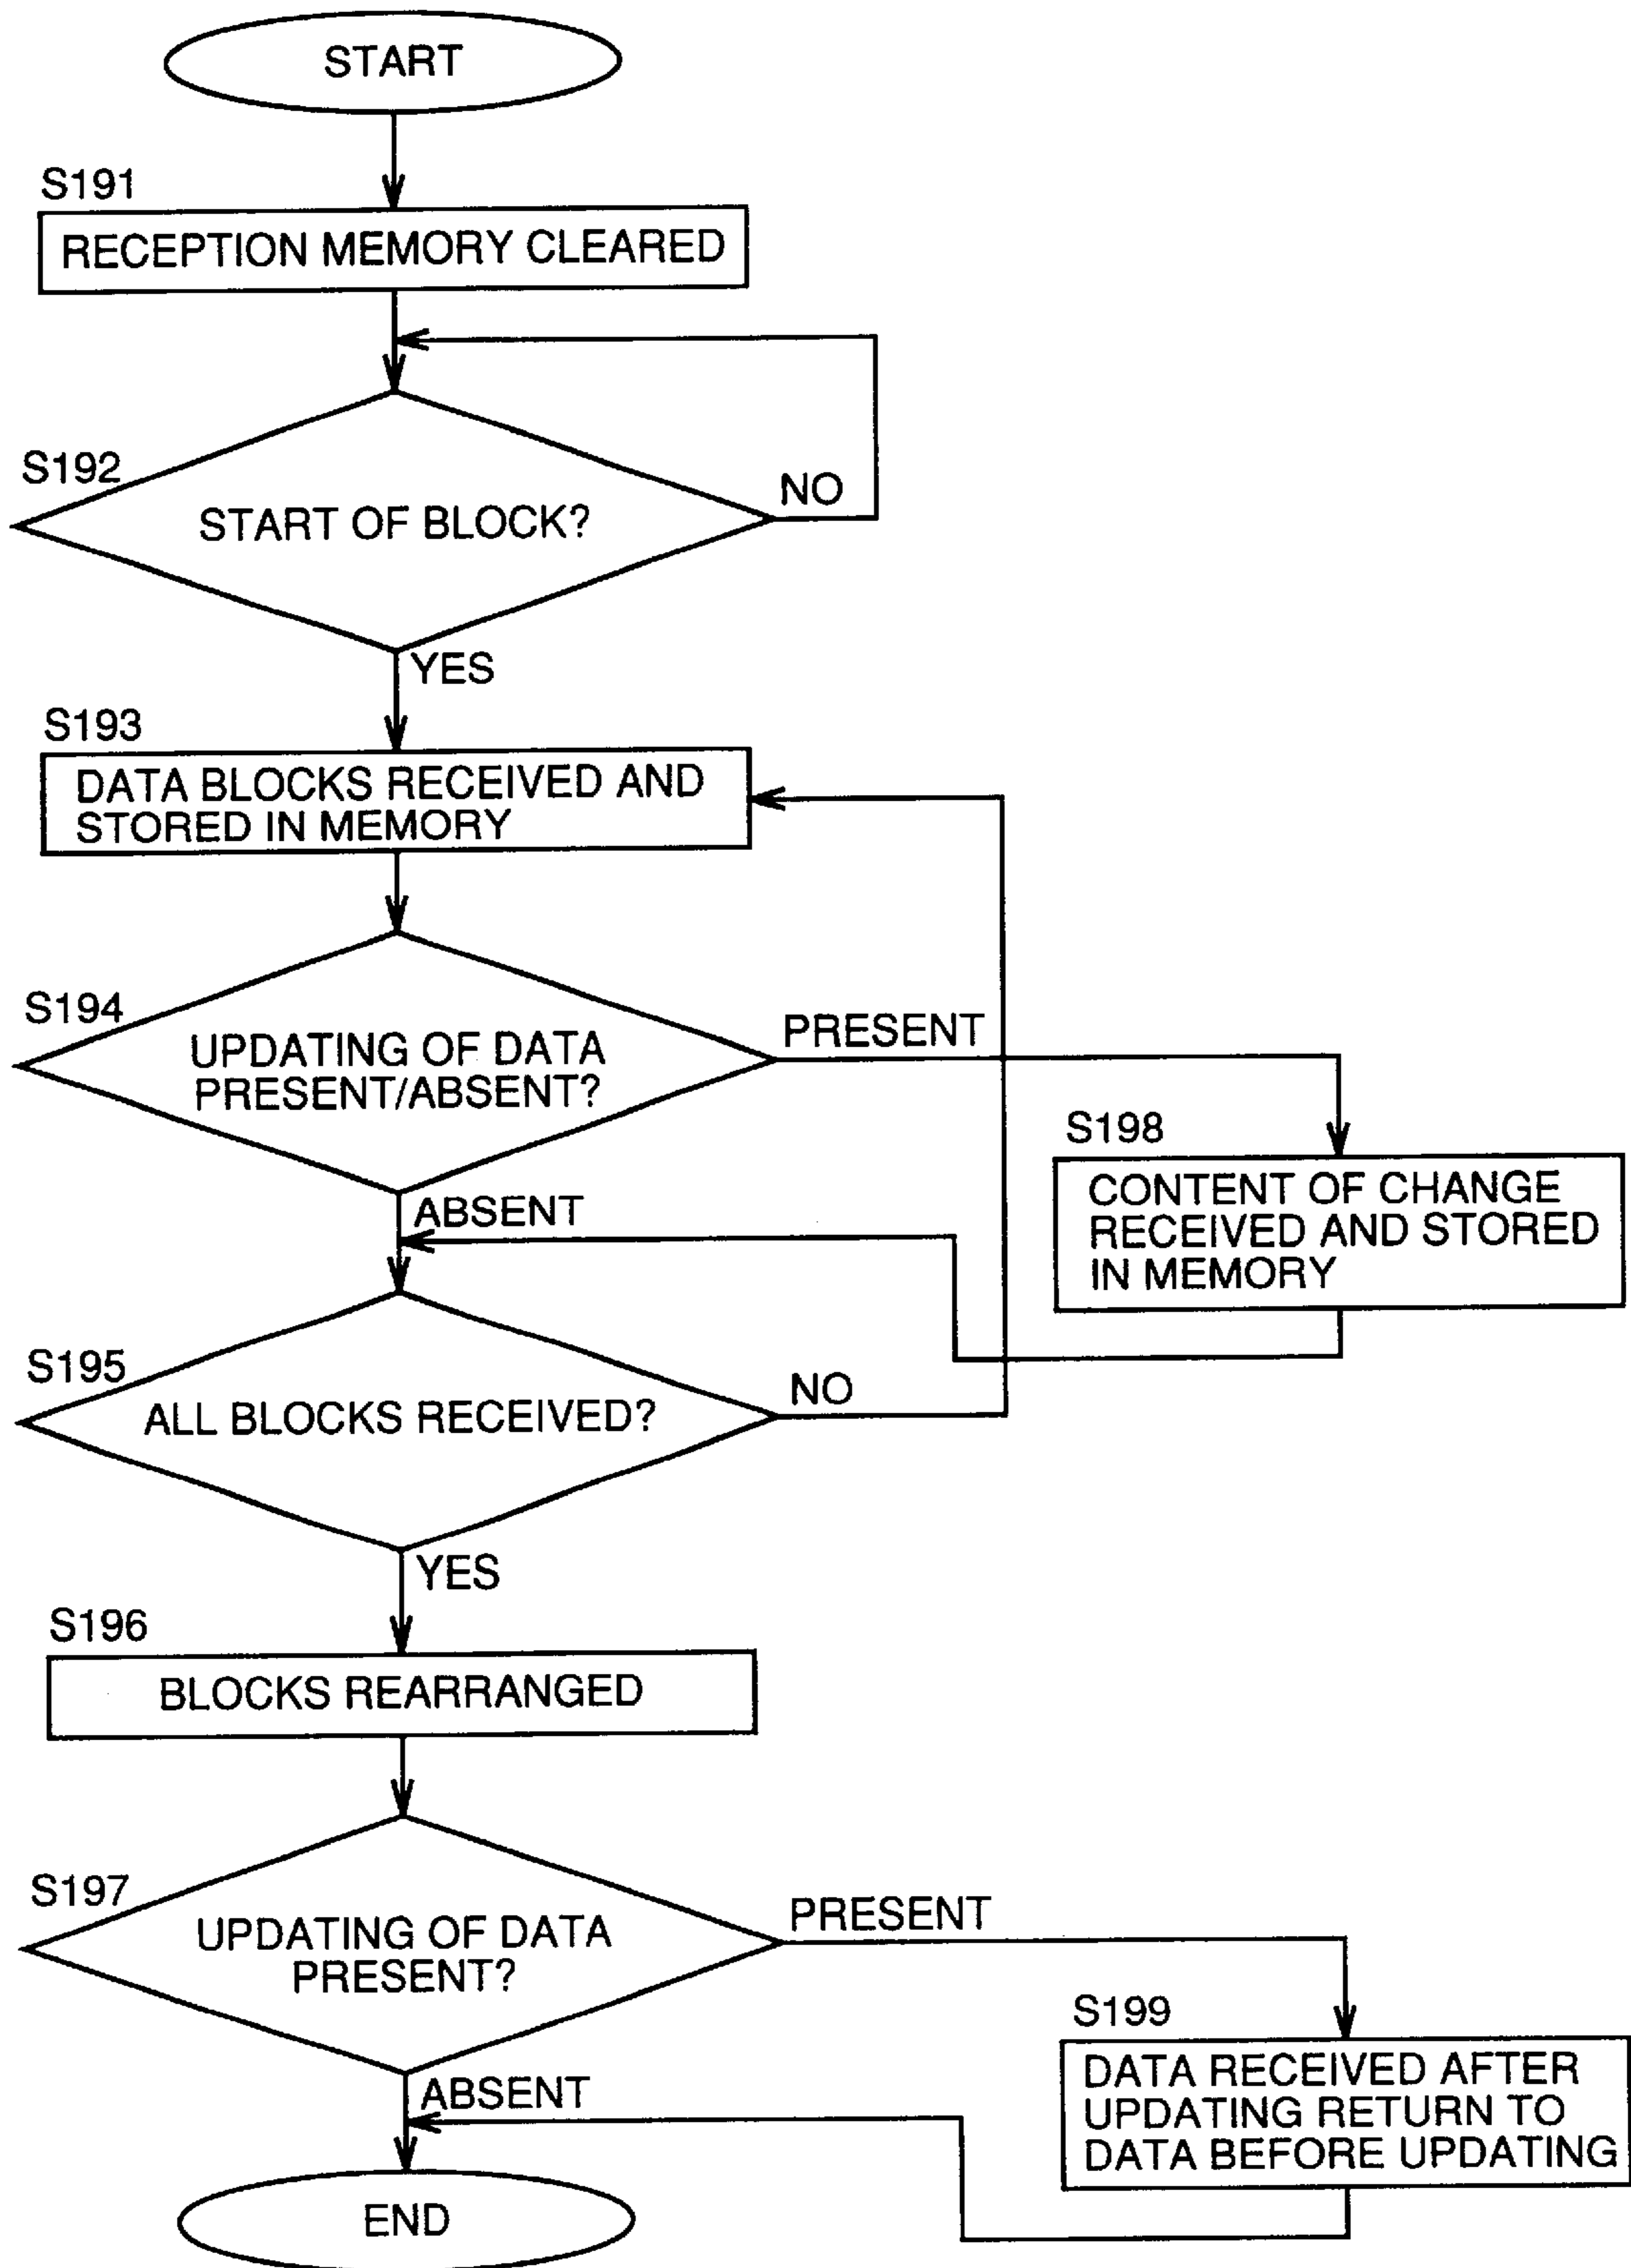 START
S191
RECEPTION MEMORY CLEARED
S192
START OF BLOCK?
NO
YES
S193
DATA BLOCKS RECEIVED AND
STORED IN MEMORY
S194
UPDATING OF DATA
PRESENT/ABSENT?
PRESENT
ABSENT
S198
CONTENT OF CHANGE
RECEIVED AND STORED
IN MEMORY
S195
ALL BLOCKS RECEIVED?
NO
YES
S196
BLOCKS REARRANGED
S197
UPDATING OF DATA
PRESENT?
PRESENT
ABSENT
S199
DATA RECEIVED AFTER
UPDATING RETURN TO
DATA BEFORE UPDATING
END